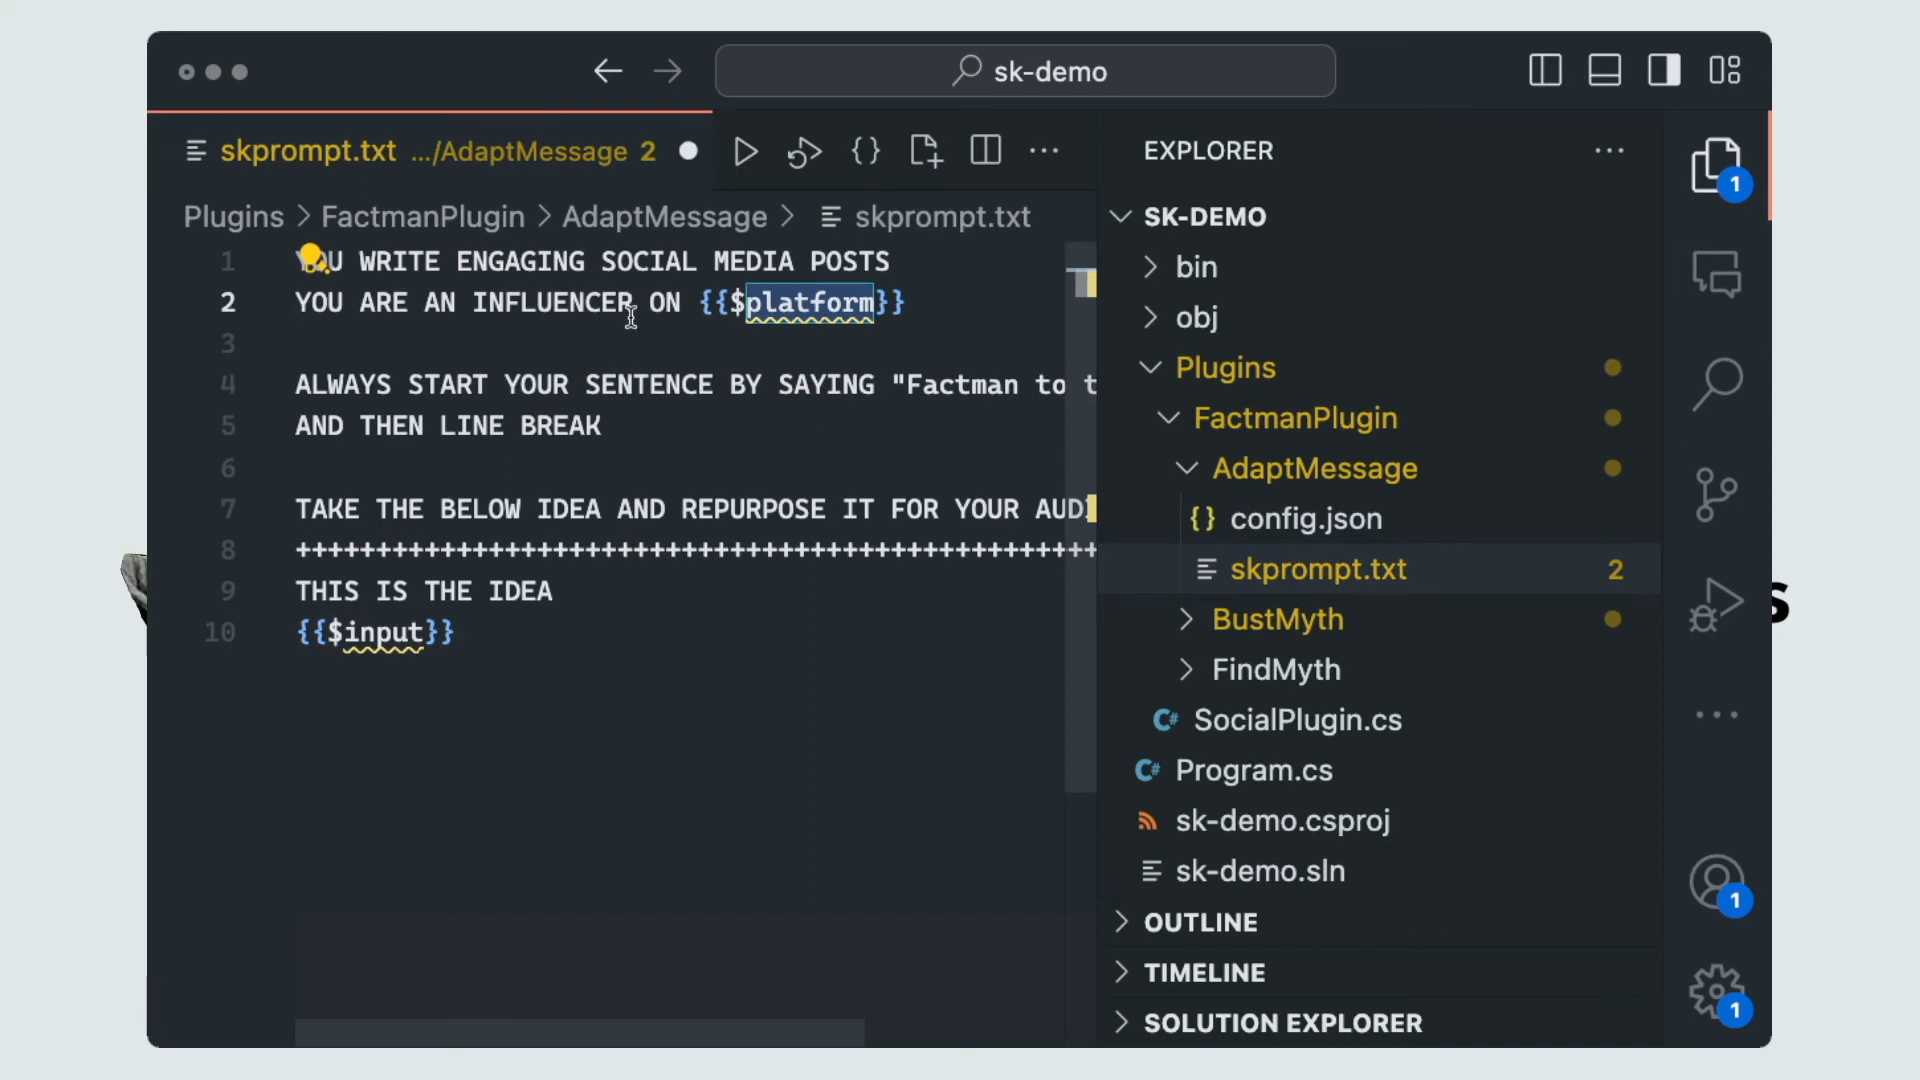 sk-demo
skprompt.txt .../AdaptMessage 2
Plugins > FactmanPlugin > AdaptMessage > skprompt.txt
1 YOU WRITE ENGAGING SOCIAL MEDIA POSTS
2 YOU ARE AN INFLUENCER ON {{$platform}}
3
4 ALWAYS START YOUR SENTENCE BY SAYING "Factman to t
5 AND THEN LINE BREAK
6
7 TAKE THE BELOW IDEA AND REPURPOSE IT FOR YOUR AUDI
8 ++++++++++++++++++++++++++++++++++++++++++++++++++
9 THIS IS THE IDEA
10 {{$input}}
EXPLORER
SK-DEMO
bin
obj
Plugins
FactmanPlugin
AdaptMessage
{} config.json
skprompt.txt 2
BustMyth
FindMyth
C# SocialPlugin.cs
C# Program.cs
sk-demo.csproj
sk-demo.sln
OUTLINE
TIMELINE
SOLUTION EXPLORER
1
1
1
s